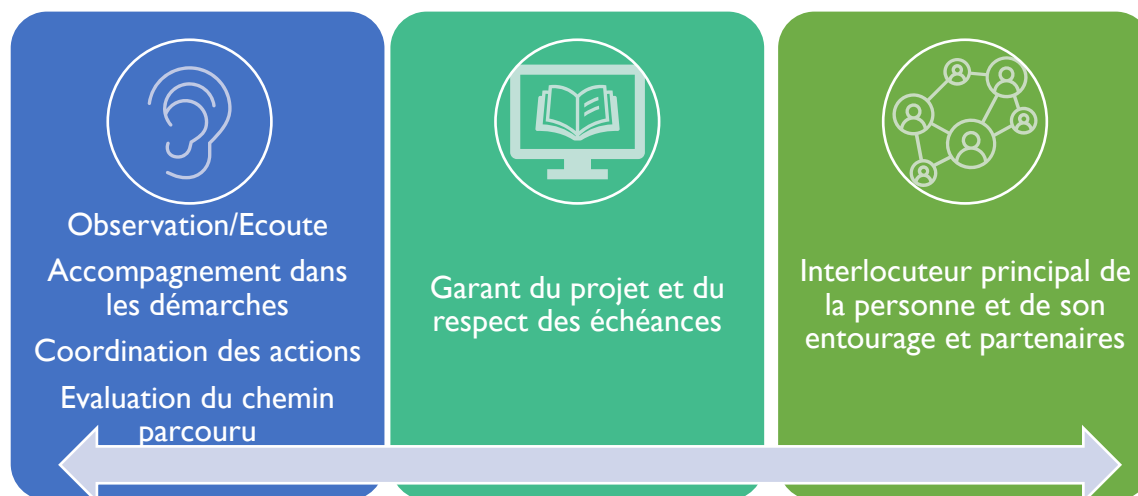 Observation/Ecoute
Accompagnement dans
les démarches
Coordination des actions
Evaluation du chemin
parcouru
Garant du projet et du
respect des échéances
Interlocuteur principal de
la personne et de son
entourage et partenaires